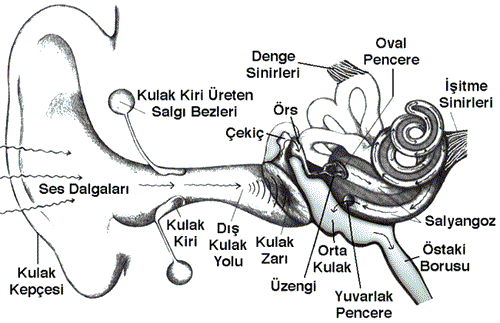 Oval
Pencere
Denge
Sinirleri
İşitme
Sinirleri
Kulak Kiri Üreten
Salgı Bezleri
Örs
Çekiç
Ses Dalgaları
Kulak
Kiri
Dış
Kulak
Yolu
Kulak
Zarı
Orta
Kulak
Salyangoz
Östaki
Borusu
Kulak
Kepçesi
Üzengi
Yuvarlak
Pencere